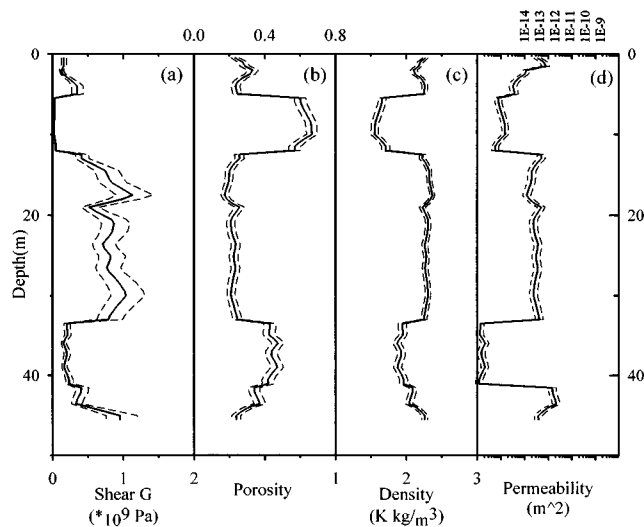 0.0 0.4 0.8
1E-14 1E-13 1E-12 1E-11 1E-10 1E-9
0 0
(a) (b) (c) (d)
20 20
Depth(m)
40 40
0 1 2 1 2 3
Shear G Porosity Density Permeability
(*10^9 Pa) (K kg/m^3) (m^2)